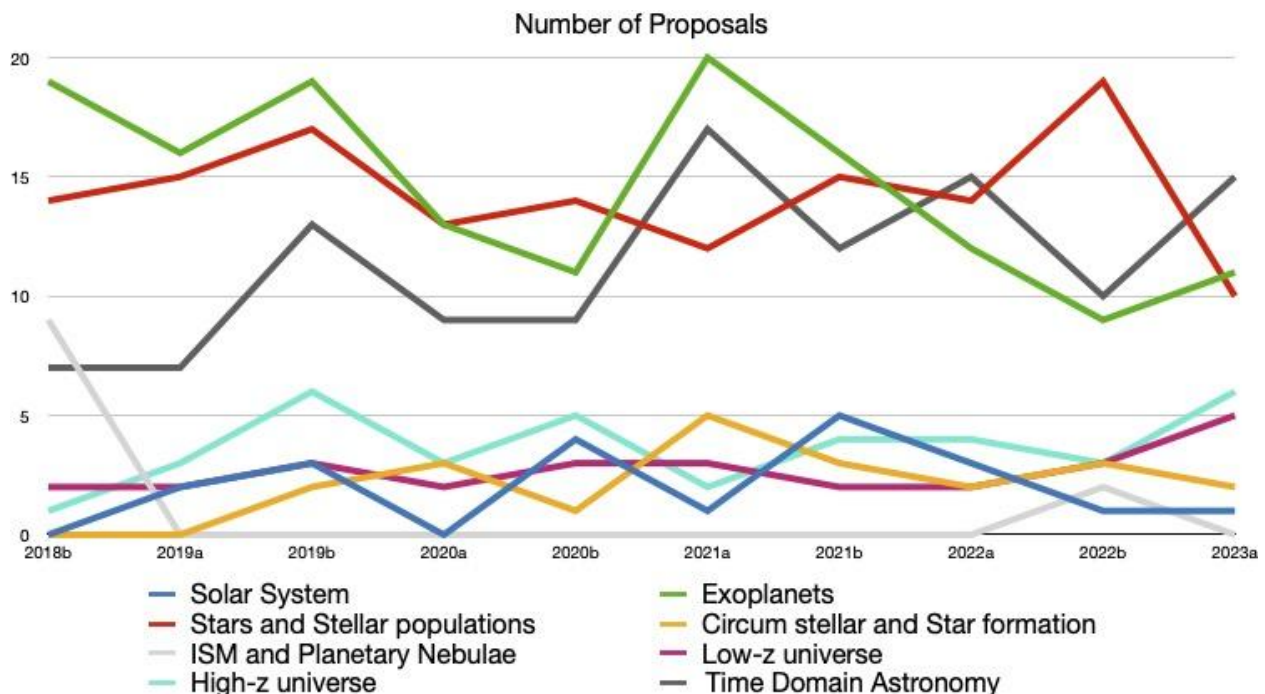 Number of Proposals
20
15
10
5
0
2018b 2019a 2019b 2020a 2020b 2021a 2021b 2022a 2022b 2023a
Solar System Exoplanets
Stars and Stellar populations Circum stellar and Star formation
ISM and Planetary Nebulae Low-z universe
High-z universe Time Domain Astronomy